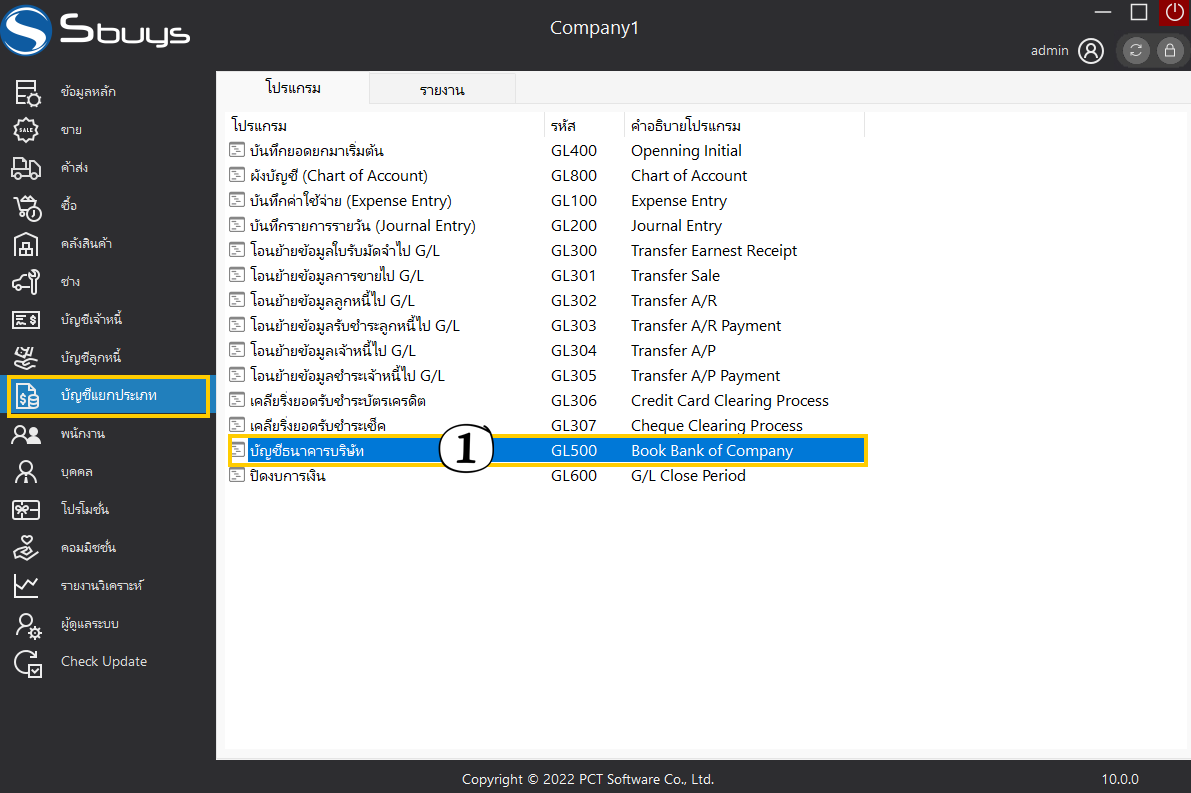 Sbuys
Company1
admin
ข้อมูลหลัก
ขาย
ค้าส่ง
ซื้อ
คลังสินค้า
ช่าง
บัญชีเจ้าหนี้
บัญชีลูกหนี้
บัญชีแยกประเภท
พนักงาน
บุคคล
โปรโมชั่น
คอมมิชชั่น
รายงานวิเคราะห์
ผู้ดูแลระบบ
Check Update
โปรแกรม รายงาน
โปรแกรม รหัส คำอธิบายโปรแกรม
บันทึกยอดยกมาเริ่มต้น GL400 Openning Initial
ผังบัญชี (Chart of Account) GL800 Chart of Account
บันทึกค่าใช้จ่าย (Expense Entry) GL100 Expense Entry
บันทึกรายการรายวัน (Journal Entry) GL200 Journal Entry
โอนย้ายข้อมูลใบรับมัดจำไป G/L GL300 Transfer Earnest Receipt
โอนย้ายข้อมูลการขายไป G/L GL301 Transfer Sale
โอนย้ายข้อมูลลูกหนี้ไป G/L GL302 Transfer A/R
โอนย้ายข้อมูลรับชำระลูกหนี้ไป G/L GL303 Transfer A/R Payment
โอนย้ายข้อมูลเจ้าหนี้ไป G/L GL304 Transfer A/P
โอนย้ายข้อมูลชำระเจ้าหนี้ไป G/L GL305 Transfer A/P Payment
เคลียริ่งยอดรับชำระบัตรเครดิต GL306 Credit Card Clearing Process
เคลียริ่งยอดรับชำระเช็ค GL307 Cheque Clearing Process
บัญชีธนาคารบริษัท 1 GL500 Book Bank of Company
ปิดงบการเงิน GL600 G/L Close Period
Copyright © 2022 PCT Software Co., Ltd. 10.0.0